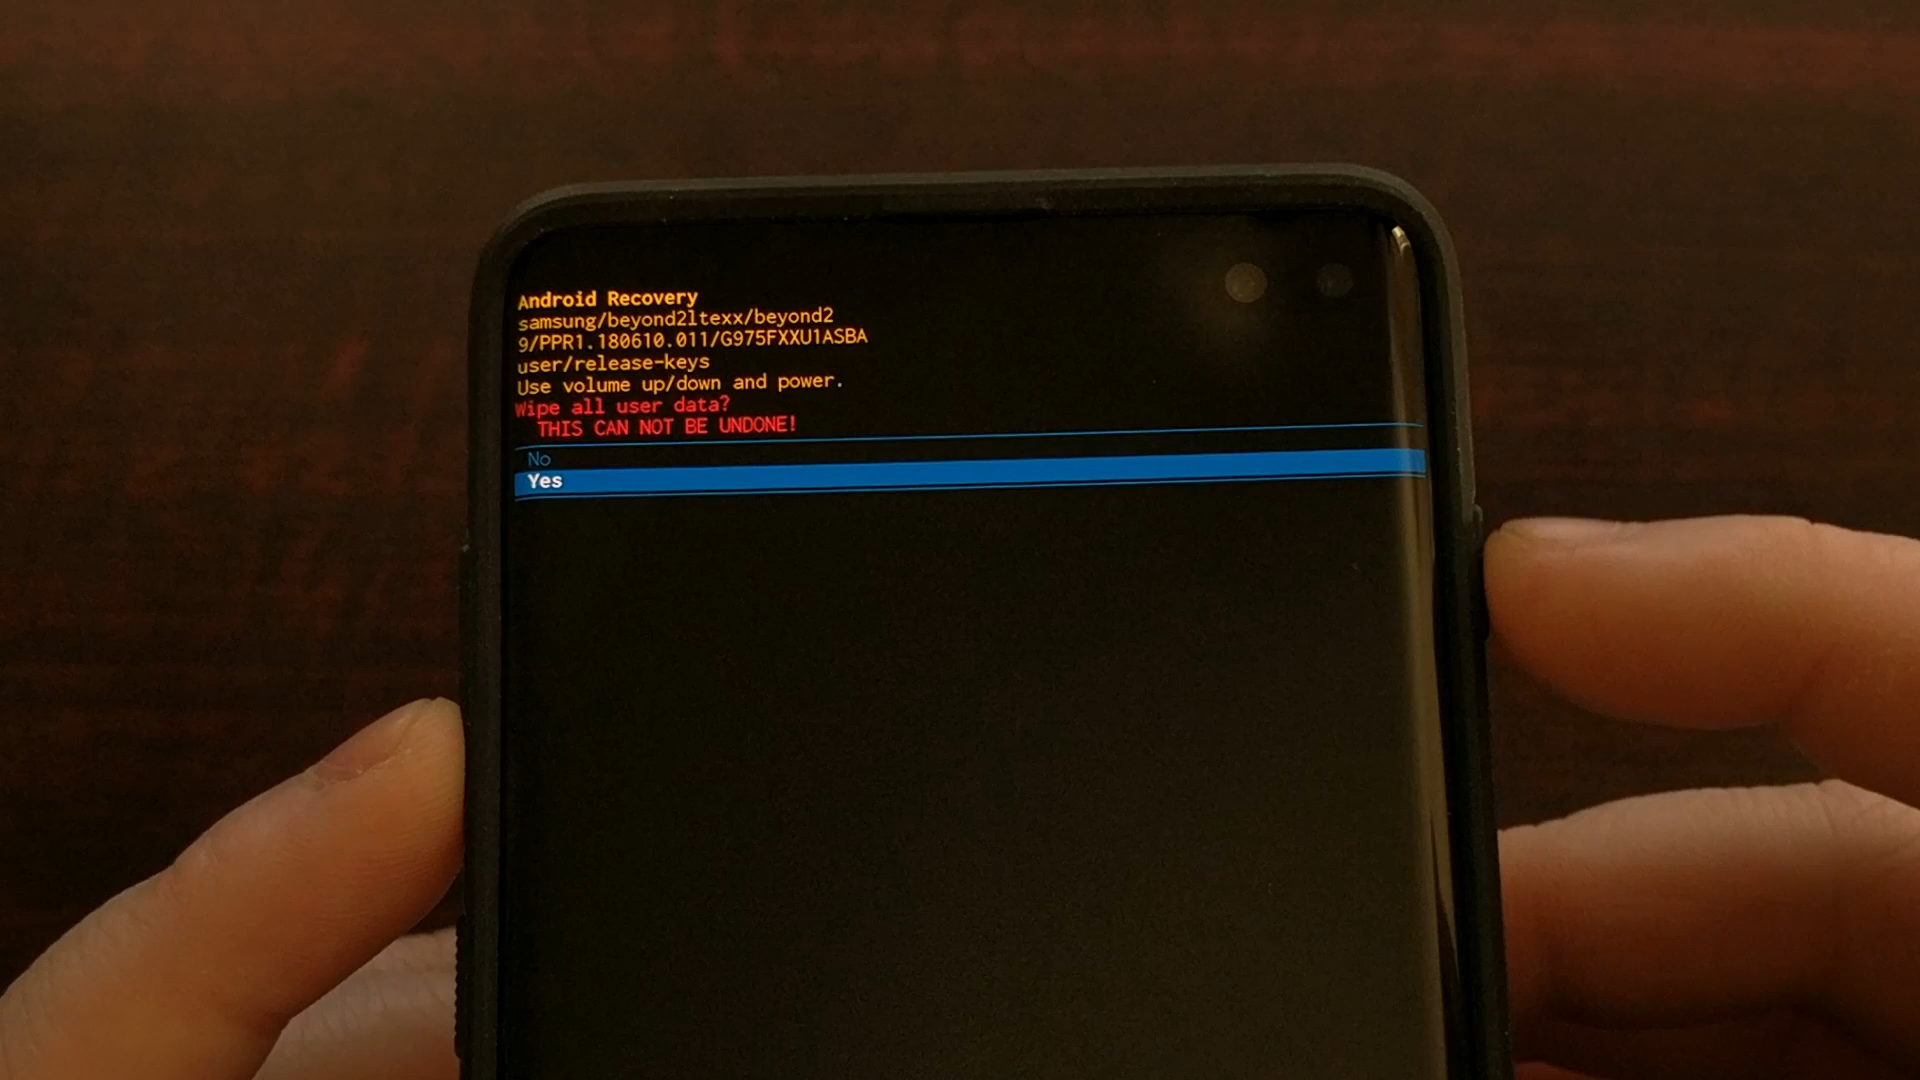 Android Recovery
samsung/beyond2ltexx/beyond2
9/PPR1.180610.011/G975FXXU1ASBA
user/release-keys
Use volume up/down and power.
Wipe all user data?
THIS CAN NOT BE UNDONE!
No
Yes